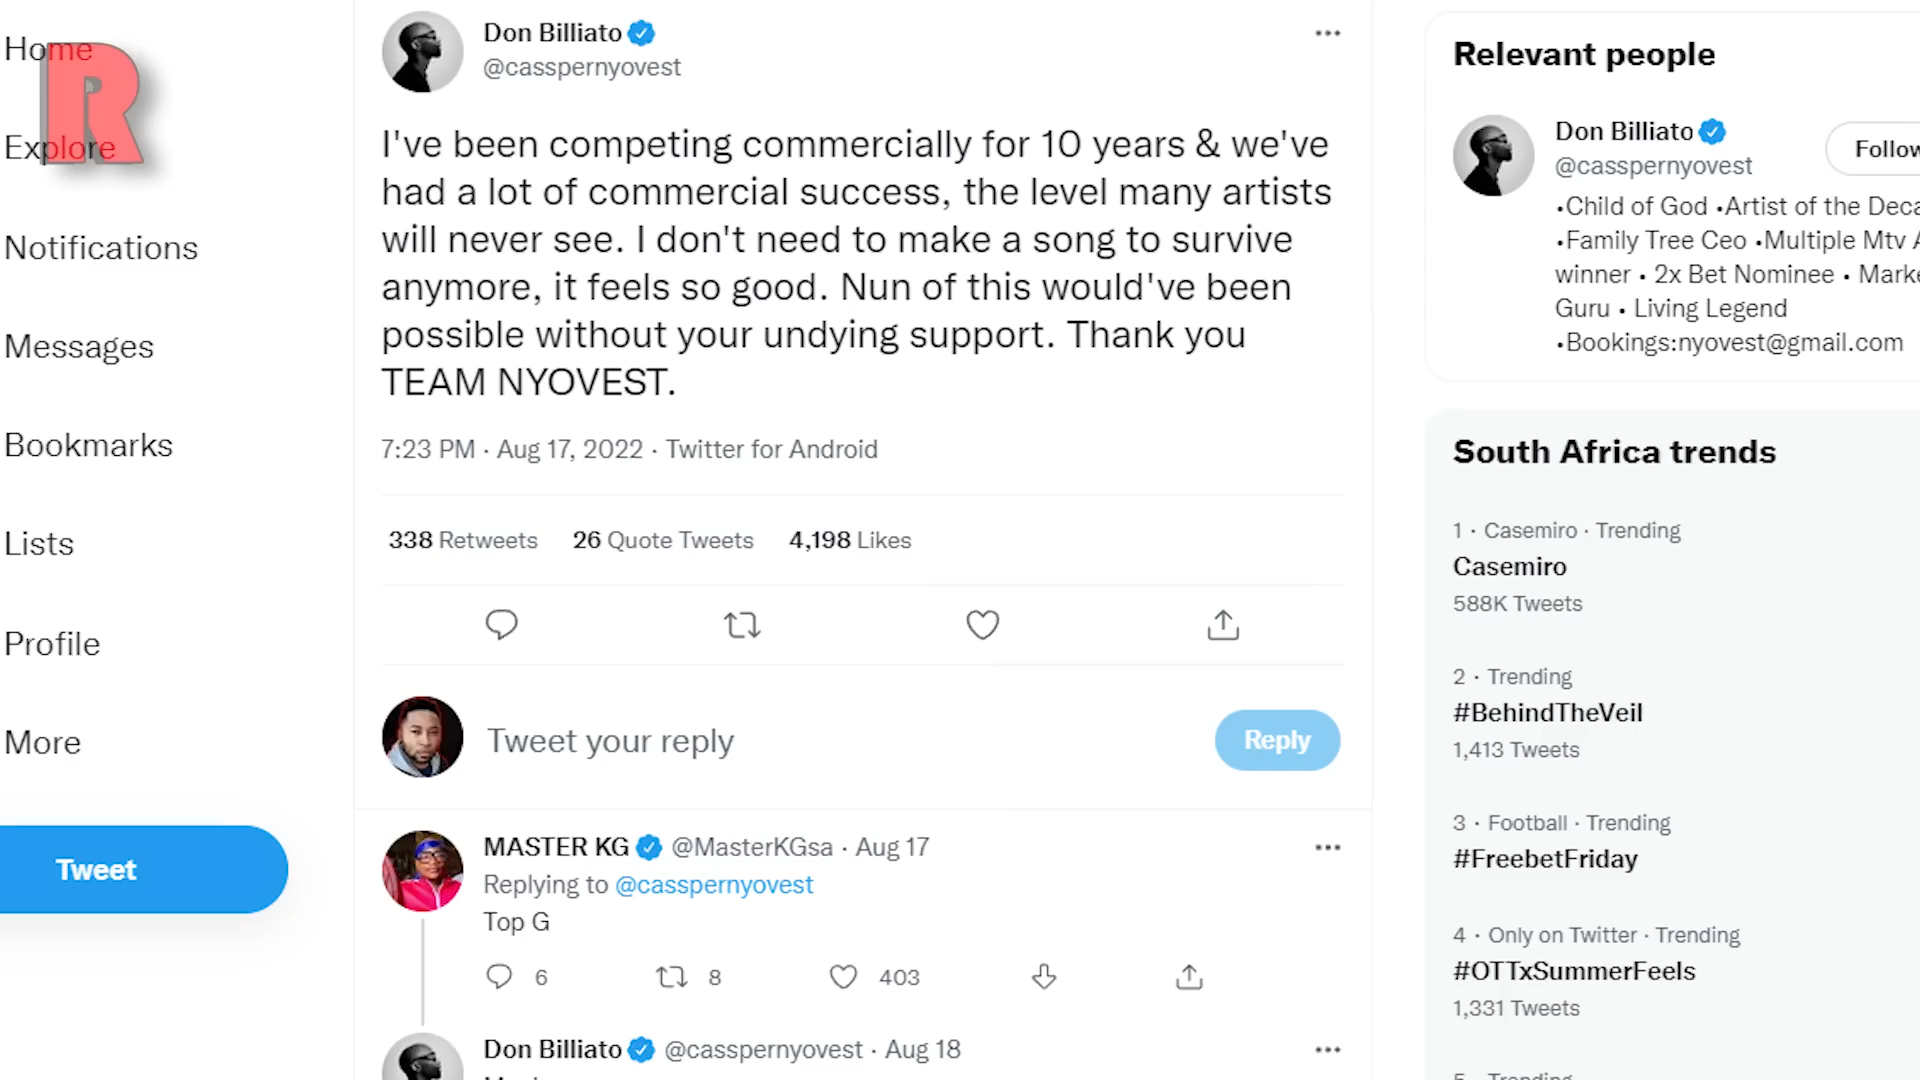 Home
R
Explore
Notifications
Messages
Bookmarks
Lists
Profile
More
Tweet
Don Billiato
@casspernyovest
I've been competing commercially for 10 years & we've
had a lot of commercial success, the level many artists
will never see. I don't need to make a song to survive
anymore, it feels so good. Nun of this would've been
possible without your undying support. Thank you
TEAM NYOVEST.
7:23 PM · Aug 17, 2022 · Twitter for Android
338 Retweets 26 Quote Tweets 4,198 Likes
Tweet your reply
Reply
MASTER KG @MasterKGsa · Aug 17
Replying to @casspernyovest
Top G
6 8 403
Don Billiato @casspernyovest · Aug 18
Relevant people
Don Billiato
@casspernyovest
Follow
•Child of God •Artist of the Deca
•Family Tree Ceo •Multiple Mtv A
winner • 2x Bet Nominee • Marke
Guru • Living Legend
•Bookings:nyovest@gmail.com
South Africa trends
1 · Casemiro · Trending
Casemiro
588K Tweets
2 · Trending
#BehindTheVeil
1,413 Tweets
3 · Football · Trending
#FreebetFriday
4 · Only on Twitter · Trending
#OTTxSummerFeels
1,331 Tweets
5 · Trending